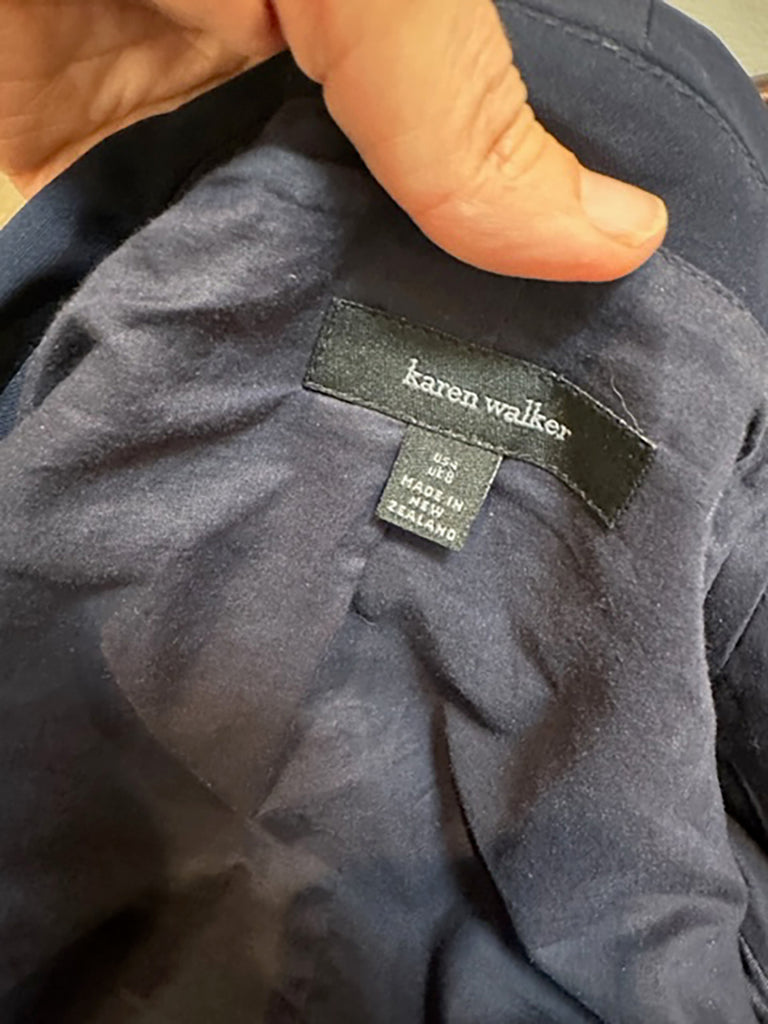 karen walker
US4
UK8
MADE IN
NEW
ZEALAND